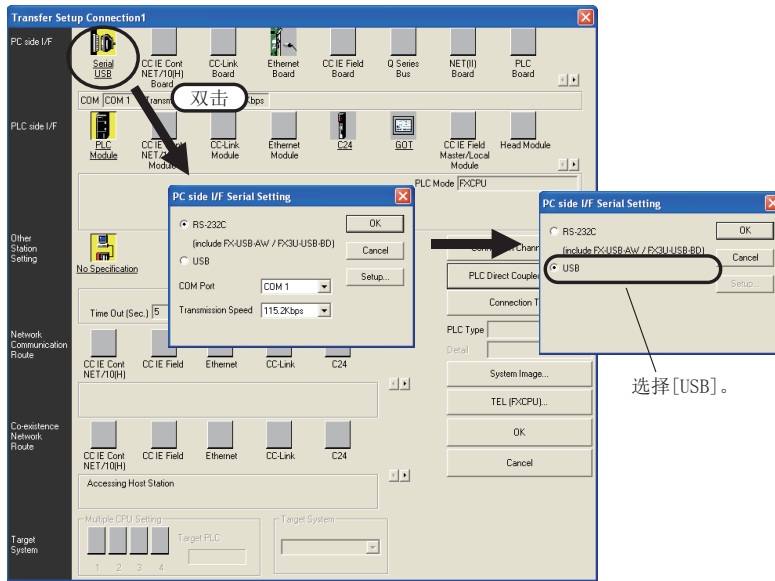 Transfer Setup Connection1
PC side I/F
Serial
USB
CC IE Cont
NET/10(H)
Board
CC-Link
Board
Ethernet
Board
CC IE Field
Board
Q Series
Bus
NET(II)
Board
PLC
Board
COM COM 1
双击
PLC side I/F
PLC
Module
CC IE Cont
Module
CC-Link
Module
Ethernet
Module
C24
GOT
CC IE Field
Master/Local
Module
Head Module
PLC Mode FXCPU
PC side I/F Serial Setting
RS-232C
(include FX-USB-AW / FX3U-USB-BD)
USB
COM Port
COM 1
Transmission Speed
115.2Kbps
OK
Cancel
Setup...
PC side I/F Serial Setting
RS-232C
(include FX-USB-AW / FX3U-USB-BD)
USB
OK
Cancel
Setup...
选择[USB]。
Other
Station
Setting
No Specification
Time Out (Sec.) 5
PLC Direct Couple
PLC Type
Detail
System Image...
TEL (FXCPU)...
OK
Cancel
Network
Communication
Route
CC IE Cont
NET/10(H)
CC IE Field
Ethernet
CC-Link
C24
Co-existence
Network
Route
CC IE Cont
NET/10(H)
CC IE Field
Ethernet
CC-Link
C24
Accessing Host Station
Target
System
Multiple CPU Setting
1 2 3 4
Target PLC
Target System